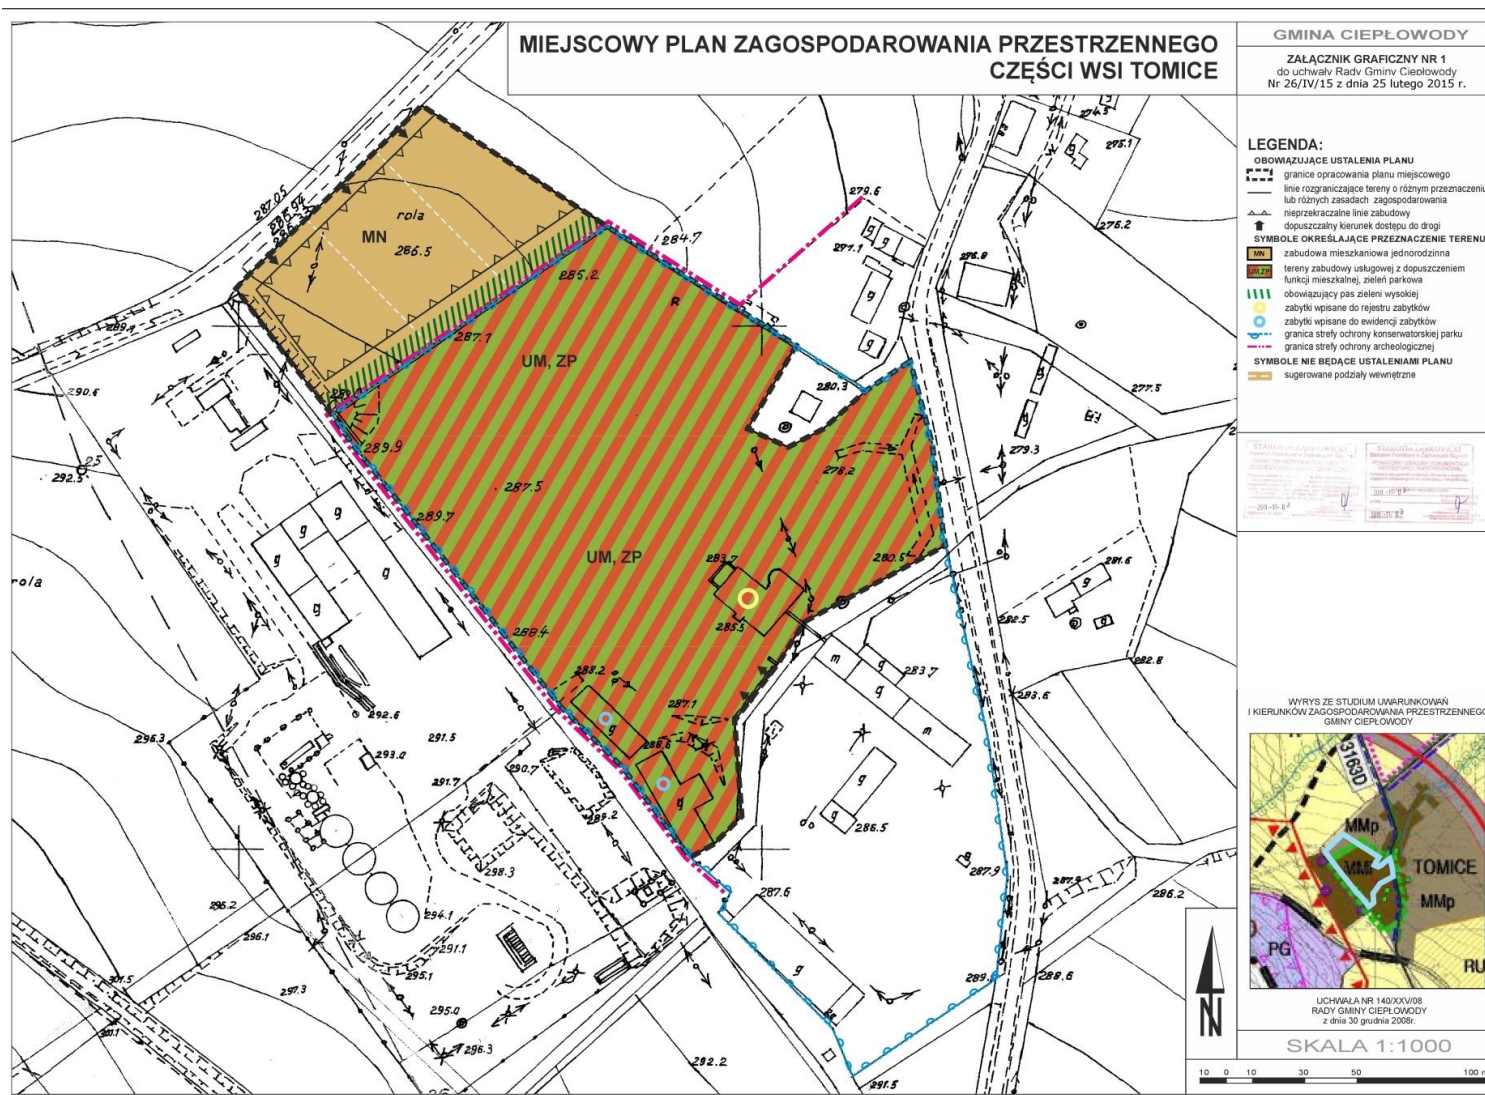 MIEJSCOWY PLAN ZAGOSPODAROWANIA PRZESTRZENNEGO
CZĘŚCI WSI TOMICE
GMINA CIEPŁOWODY
ZAŁĄCZNIK GRAFICZNY NR 1
do uchwały Rady Gminy Ciepłowody
Nr 26/IV/15 z dnia 25 lutego 2015 r.
LEGENDA:
OBOWIĄZUJĄCE USTALENIA PLANU
granice opracowania planu miejscowego
linie rozgraniczające tereny o różnym przeznaczeniu
lub różnych zasadach zagospodarowania
nieprzekraczalne linie zabudowy
dopuszczalny kierunek dostępu do drogi
SYMBOLE OKREŚLAJĄCE PRZEZNACZENIE TERENU
MN zabudowa mieszkaniowa jednorodzinna
UM,ZP tereny zabudowy usługowej z dopuszczeniem
funkcji mieszkalnej, zieleń parkowa
obowiązujący pas zieleni wysokiej
zabytki wpisane do rejestru zabytków
zabytki wpisane do ewidencji zabytków
granica strefy ochrony konserwatorskiej parku
granica strefy ochrony archeologicznej
SYMBOLE NIE BĘDĄCE USTALENIAMI PLANU
sugerowane podziały wewnętrzne
WYRYS ZE STUDIUM UWARUNKOWAŃ
I KIERUNKÓW ZAGOSPODAROWANIA PRZESTRZENNEGO
GMINY CIEPŁOWODY
3163D
MMp
TOMICE
MMp
PG
RU
UCHWAŁA NR 140/XXV/08
RADY GMINY CIEPŁOWODY
z dnia 30 grudnia 2008r.
SKALA 1:1000
10 0 10 30 50 100 m
N
rola
MN
286.5
287.05
286.94
279.6
284.7
285.2
287.1
UM, ZP
R
271.1
276.8
276.2
274.5
275.1
280.3
277.5
279.3
290.6
292.5
25
289.9
278.2
287.5
289.7
UM, ZP
283.7
280.5
281.6
rola
285.5
282.5
288.4
288.2
283.7
282.8
287.1
283.6
292.6
296.3
293.0
291.5
288.6
291.7
290.7
289.2
286.5
298.3
287.9
287.9
286.2
287.6
296.2
294.1
296.1
291.1
295.1
297.3
301.5
288.6
295.0
296.3
292.2
291.5